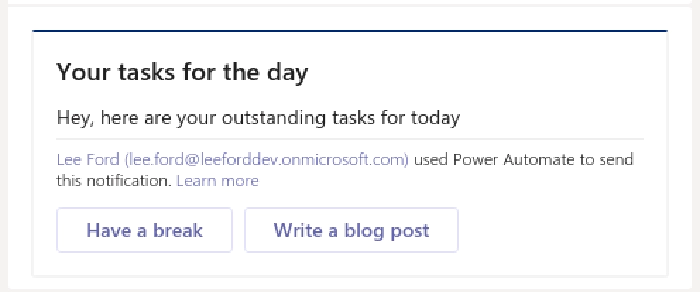 Your tasks for the day
Hey, here are your outstanding tasks for today
Lee Ford (lee.ford@leeforddev.onmicrosoft.com) used Power Automate to send
this notification. Learn more
Have a break
Write a blog post